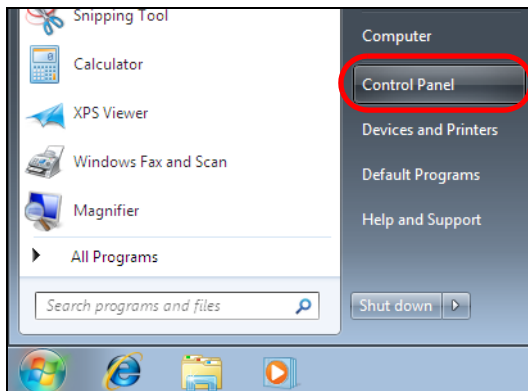 Snipping Tool
Calculator
XPS Viewer
Windows Fax and Scan
Magnifier
All Programs
Search programs and files
Computer
Control Panel
Devices and Printers
Default Programs
Help and Support
Shut down